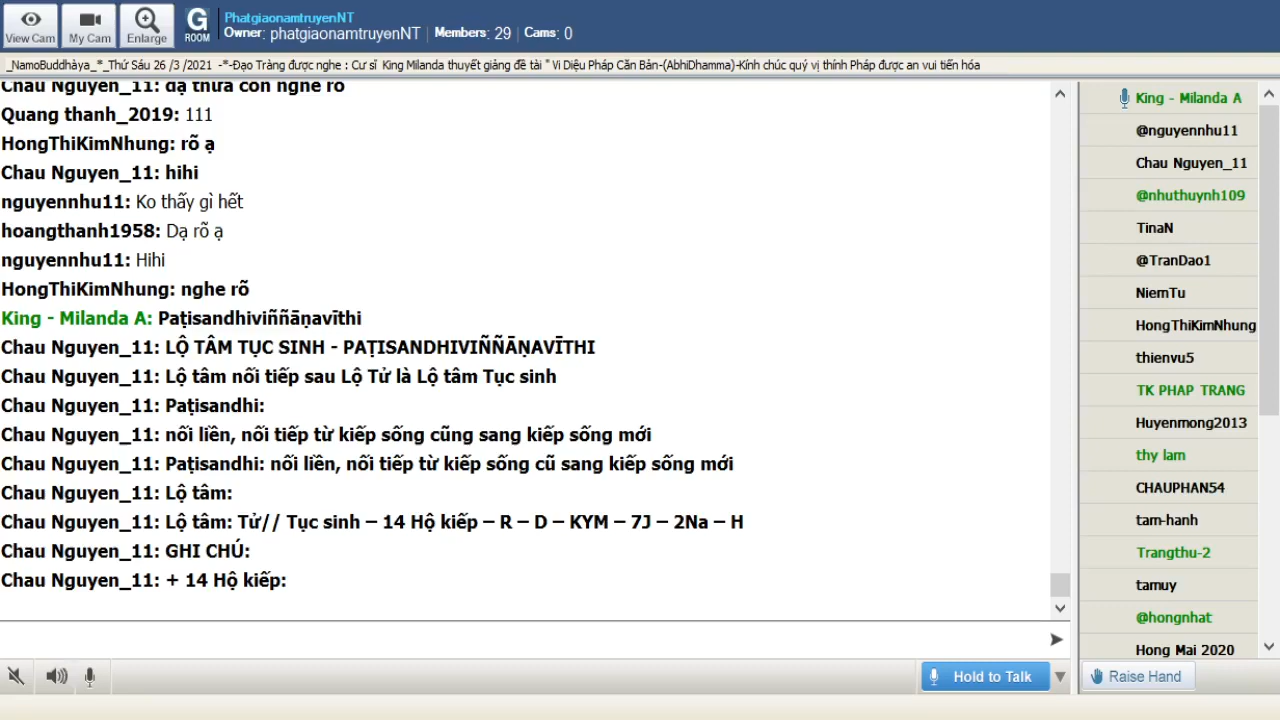 View Cam
My Cam
Enlarge
G
ROOM
PhatgiaonamtruyenNT
Owner: phatgiaonamtruyenNT | Members: 29 | Cams: 0
_NamoBuddhàya_*_Thứ Sáu 26 /3 /2021 -*-Đạo Tràng được nghe : Cư sĩ King Milanda thuyết giảng đề tài " Vi Diệu Pháp Căn Bản-(AbhiDhamma)-Kính chúc quý vị thính Pháp được an vui tiến hóa
Chau Nguyen_11: dạ thưa con nghe rõ
Quang thanh_2019: 111
HongThiKimNhung: rõ ạ
Chau Nguyen_11: hihi
nguyennhu11: Ko thấy gì hết
hoangthanh1958: Dạ rõ ạ
nguyennhu11: Hihi
HongThiKimNhung: nghe rõ
King - Milanda A: Paṭisandhiviññāṇavīthi
Chau Nguyen_11: LỘ TÂM TỤC SINH - PAṬISANDHIVIÑÑĀṆAVĪTHI
Chau Nguyen_11: Lộ tâm nối tiếp sau Lộ Tử là Lộ tâm Tục sinh
Chau Nguyen_11: Paṭisandhi:
Chau Nguyen_11: nối liền, nối tiếp từ kiếp sống cũng sang kiếp sống mới
Chau Nguyen_11: Paṭisandhi: nối liền, nối tiếp từ kiếp sống cũ sang kiếp sống mới
Chau Nguyen_11: Lộ tâm:
Chau Nguyen_11: Lộ tâm: Tử// Tục sinh – 14 Hộ kiếp – R – D – KYM – 7J – 2Na – H
Chau Nguyen_11: GHI CHÚ:
Chau Nguyen_11: + 14 Hộ kiếp:
King - Milanda A
@nguyennhu11
Chau Nguyen_11
@nhuthuynh109
TinaN
@TranDao1
NiemTu
HongThiKimNhung
thienvu5
TK PHAP TRANG
Huyenmong2013
thy lam
CHAUPHAN54
tam-hanh
Trangthu-2
tamuy
@hongnhat
Hong Mai 2020
Hold to Talk
Raise Hand